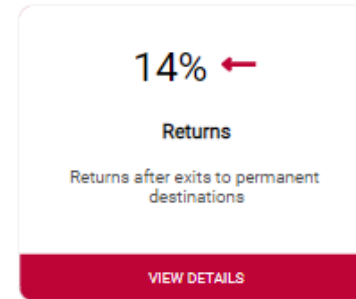 14%
Returns
Returns after exits to permanent
destinations
VIEW DETAILS